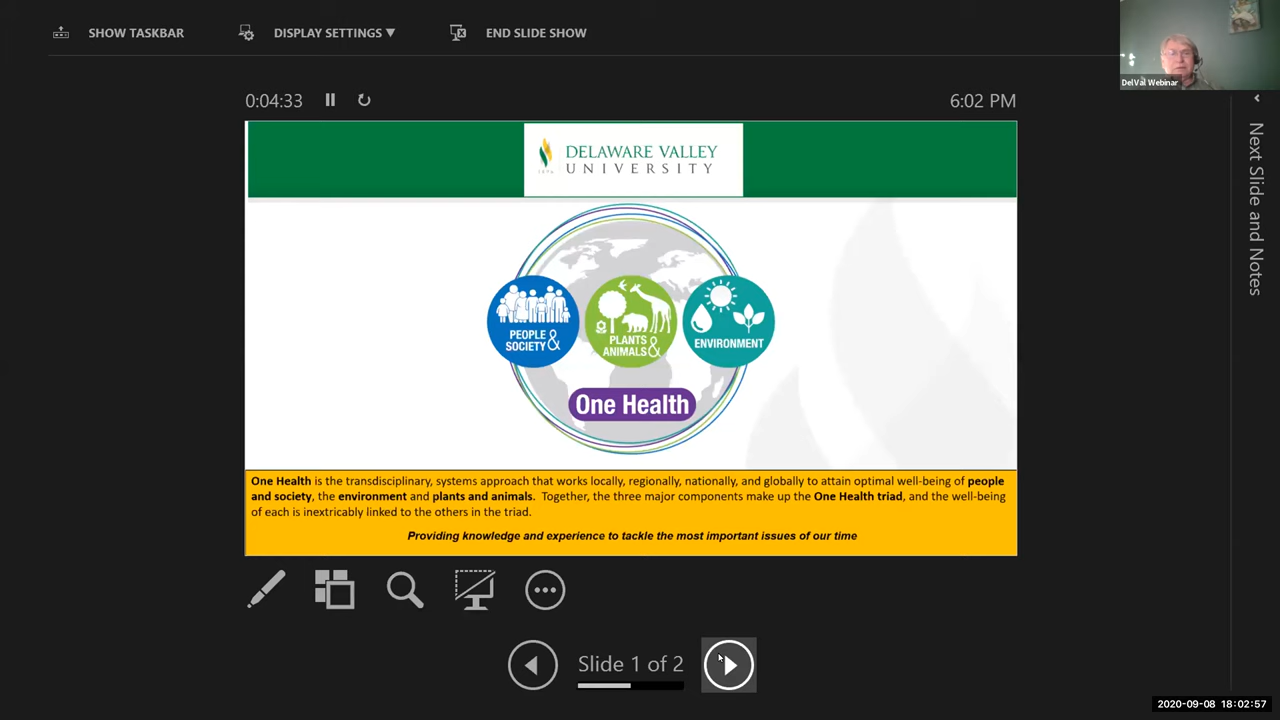 SHOW TASKBAR
DISPLAY SETTINGS ▼
END SLIDE SHOW
DelVal Webinar
0:04:33
6:02 PM
Next Slide and Notes
DELAWARE VALLEY
UNIVERSITY
PEOPLE
SOCIETY &
PLANTS
ANIMALS &
ENVIRONMENT
One Health
One Health is the transdisciplinary, systems approach that works locally, regionally, nationally, and globally to attain optimal well-being of people
and society, the environment and plants and animals. Together, the three major components make up the One Health triad, and the well-being
of each is inextricably linked to the others in the triad.
Providing knowledge and experience to tackle the most important issues of our time
Slide 1 of 2
2020-09-08 18:02:57